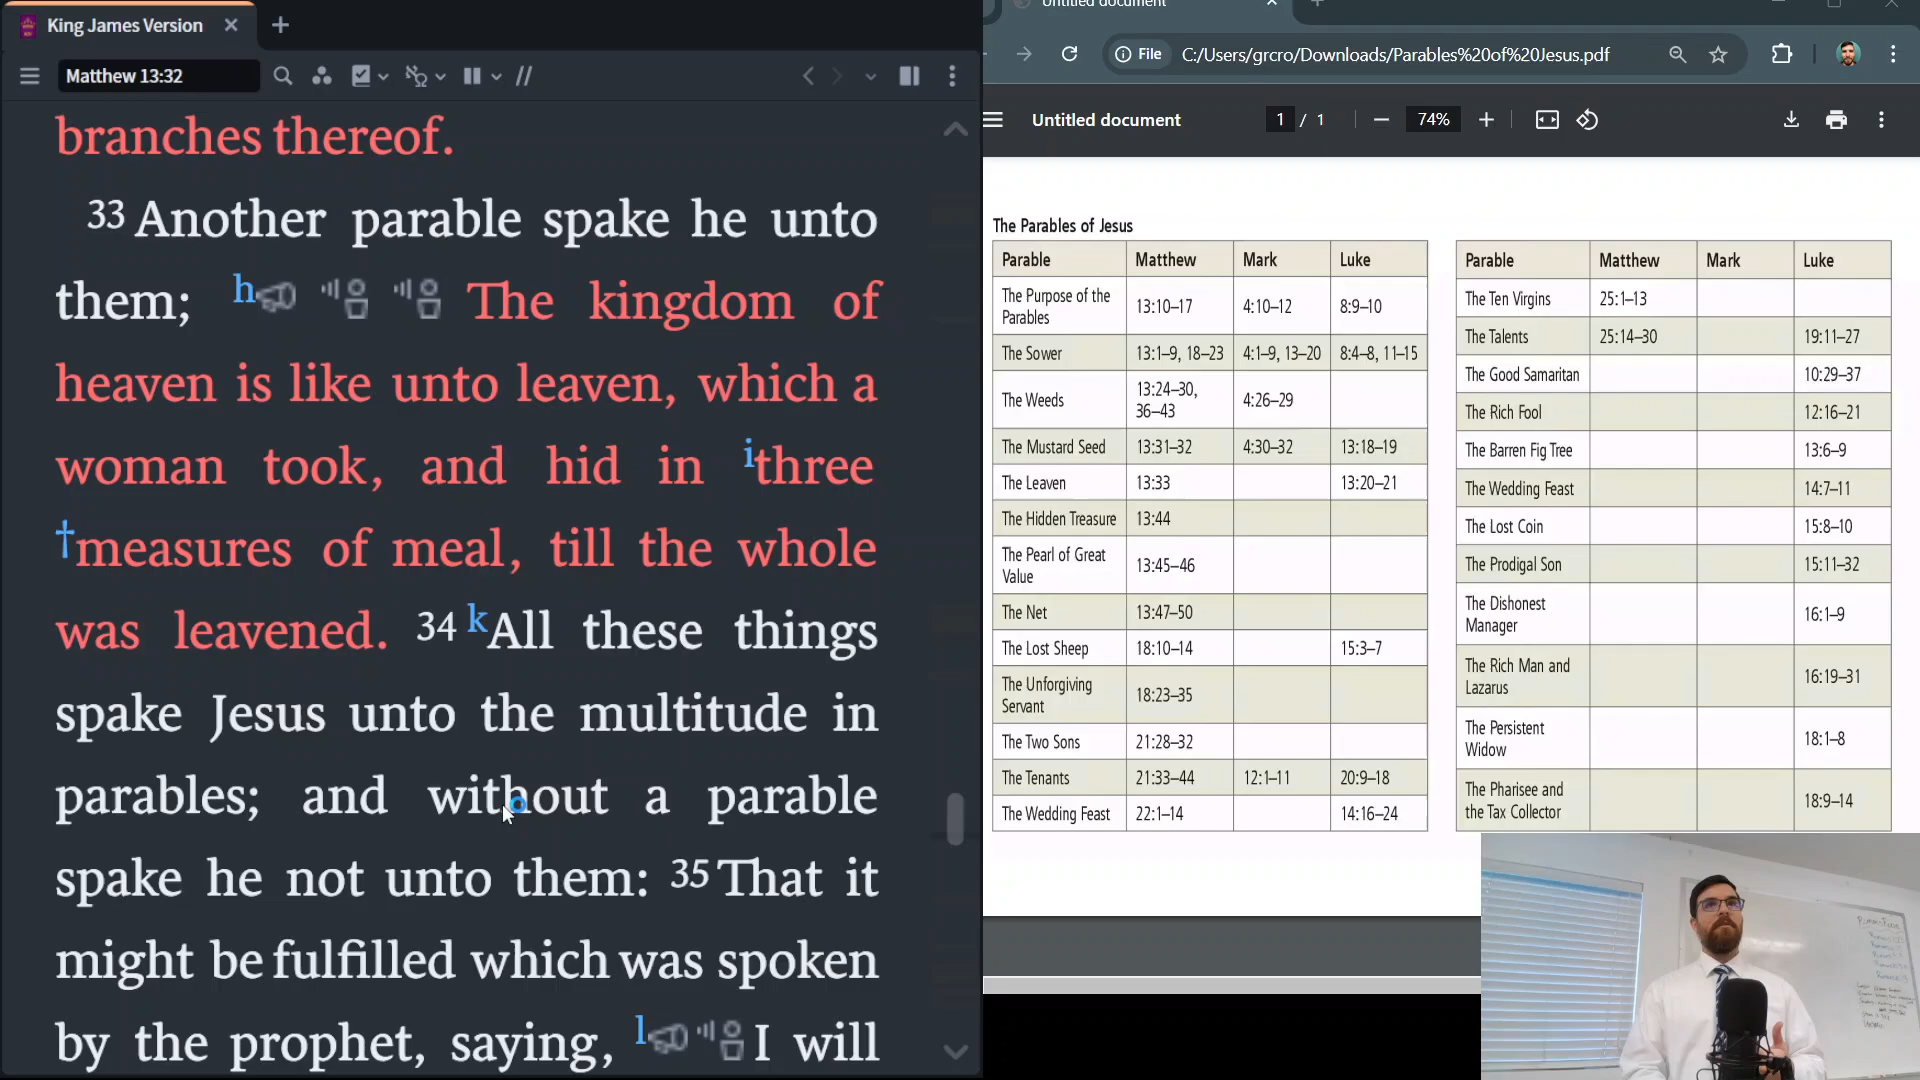 King James Version
Matthew 13:32
branches thereof.
33 Another parable spake he unto
them; h The kingdom of
heaven is like unto leaven, which a
woman took, and hid in i three
† measures of meal, till the whole
was leavened. 34 k All these things
spake Jesus unto the multitude in
parables; and without a parable
spake he not unto them: 35 That it
might be fulfilled which was spoken
by the prophet, saying, l I will
Untitled document
File C:/Users/grcro/Downloads/Parables%20of%20Jesus.pdf
Untitled document 1 / 1 74%
The Parables of Jesus
Parable Matthew Mark Luke
The Purpose of the
Parables 13:10–17 4:10–12 8:9–10
The Sower 13:1–9, 18–23 4:1–9, 13–20 8:4–8, 11–15
The Weeds 13:24–30,
36–43 4:26–29
The Mustard Seed 13:31–32 4:30–32 13:18–19
The Leaven 13:33 13:20–21
The Hidden Treasure 13:44
The Pearl of Great
Value 13:45–46
The Net 13:47–50
The Lost Sheep 18:10–14 15:3–7
The Unforgiving
Servant 18:23–35
The Two Sons 21:28–32
The Tenants 21:33–44 12:1–11 20:9–18
The Wedding Feast 22:1–14 14:16–24
Parable Matthew Mark Luke
The Ten Virgins 25:1–13
The Talents 25:14–30 19:11–27
The Good Samaritan 10:29–37
The Rich Fool 12:16–21
The Barren Fig Tree 13:6–9
The Wedding Feast 14:7–11
The Lost Coin 15:8–10
The Prodigal Son 15:11–32
The Dishonest
Manager 16:1–9
The Rich Man and
Lazarus 16:19–31
The Persistent
Widow 18:1–8
The Pharisee and
the Tax Collector 18:9–14